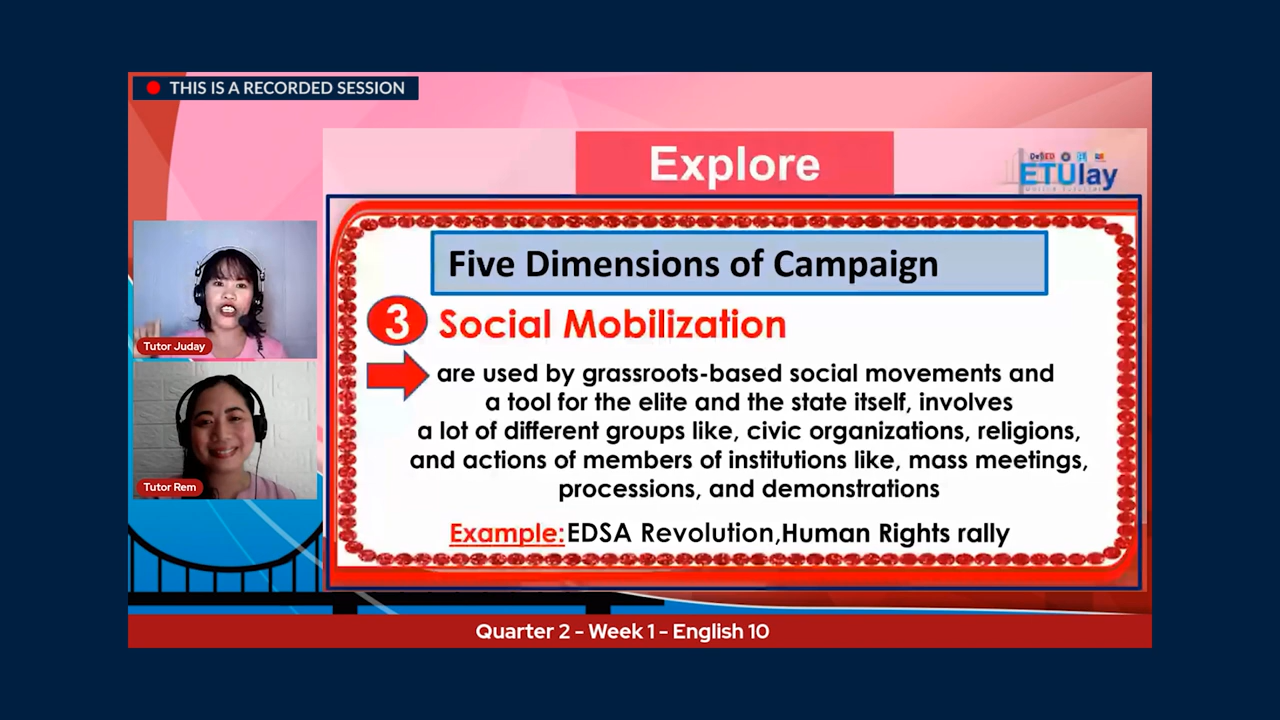 THIS IS A RECORDED SESSION
Explore
ETUlay
Five Dimensions of Campaign
3 Social Mobilization
are used by grassroots-based social movements and
a tool for the elite and the state itself, involves
a lot of different groups like, civic organizations, religions,
and actions of members of institutions like, mass meetings,
processions, and demonstrations
Example: EDSA Revolution,Human Rights rally
Tutor Juday
Tutor Rem
Quarter 2 - Week 1 - English 10